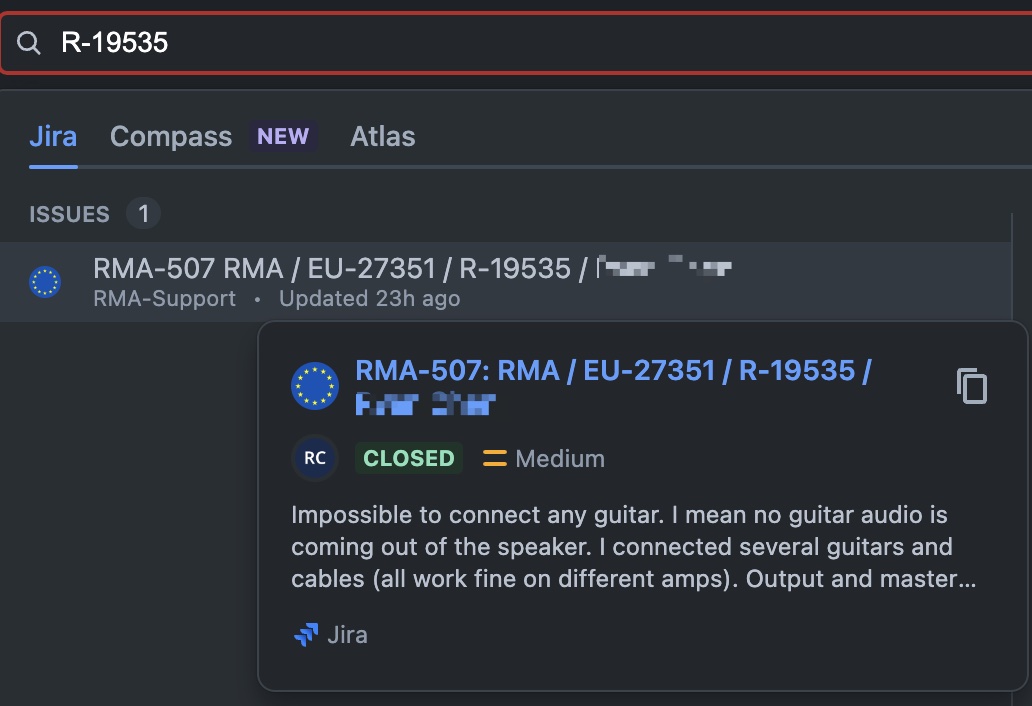 R-19535
Jira Compass NEW Atlas
ISSUES 1
RMA-507 RMA / EU-27351 / R-19535 /
RMA-Support • Updated 23h ago
RMA-507: RMA / EU-27351 / R-19535 /
RC CLOSED Medium
Impossible to connect any guitar. I mean no guitar audio is
coming out of the speaker. I connected several guitars and
cables (all work fine on different amps). Output and master...
Jira